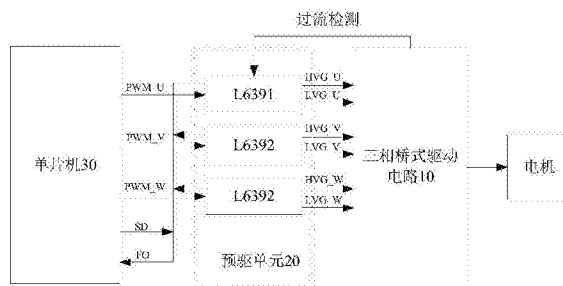 过流检测
PWM_U
L6391
HVG_U
LVG_U
PWM_V
L6392
HVG_V
LVG_V
单片机30
三相桥式驱动
电路10
电机
PWM_W
L6392
HVG_W
LVG_W
SD
FO
预驱单元20